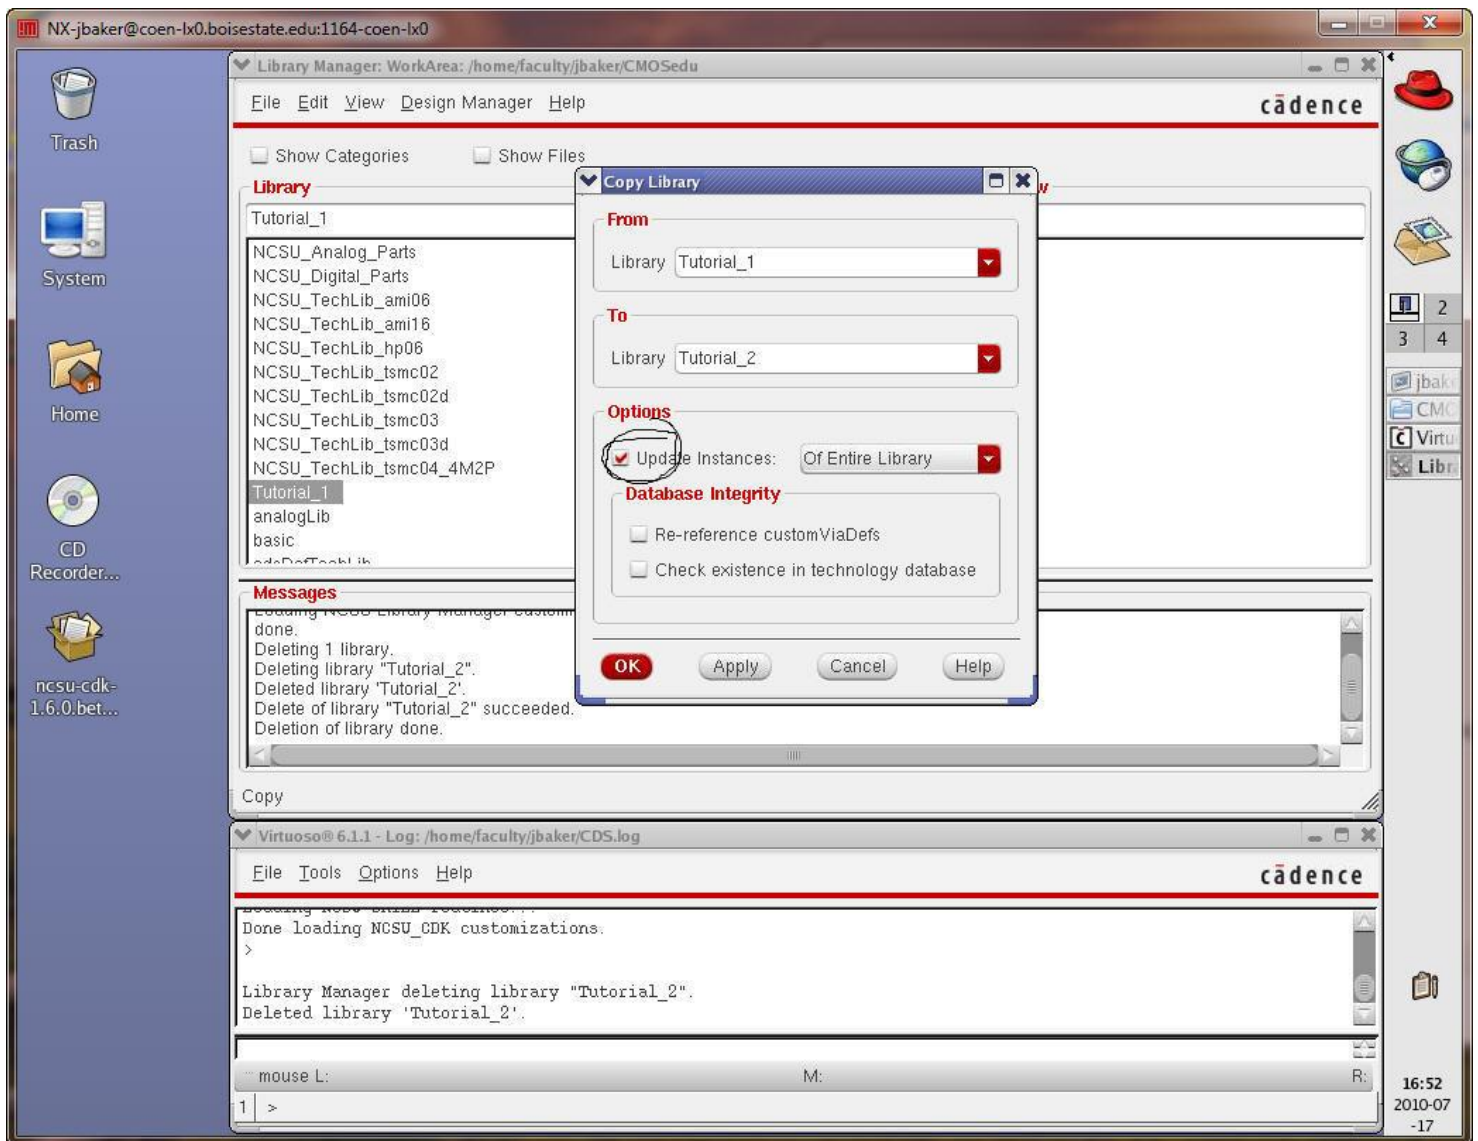 NX-jbaker@coen-lx0.boisestate.edu:1164-coen-lx0
Trash
System
Home
CD
Recorder...
ncsu-cdk-
1.6.0.bet...
Library Manager: WorkArea: /home/faculty/jbaker/CMOSedu
File Edit View Design Manager Help
cādence
Show Categories Show Files
Library
Tutorial_1
NCSU_Analog_Parts
NCSU_Digital_Parts
NCSU_TechLib_ami06
NCSU_TechLib_ami16
NCSU_TechLib_hp06
NCSU_TechLib_tsmc02
NCSU_TechLib_tsmc02d
NCSU_TechLib_tsmc03
NCSU_TechLib_tsmc03d
NCSU_TechLib_tsmc04_4M2P
Tutorial_1
analogLib
basic
Copy Library
From
Library Tutorial_1
To
Library Tutorial_2
Options
Update Instances: Of Entire Library
Database Integrity
Re-reference customViaDefs
Check existence in technology database
OK Apply Cancel Help
Messages
done.
Deleting 1 library.
Deleting library "Tutorial_2".
Deleted library 'Tutorial_2'.
Delete of library "Tutorial_2" succeeded.
Deletion of library done.
Copy
Virtuoso® 6.1.1 - Log: /home/faculty/jbaker/CDS.log
File Tools Options Help
cādence
Done loading NCSU_CDK customizations.
>
Library Manager deleting library "Tutorial_2".
Deleted library 'Tutorial_2'.
mouse L: M: R:
1 >
2
3 4
jbake
CMO
Virtu
Libr
16:52
2010-07
-17